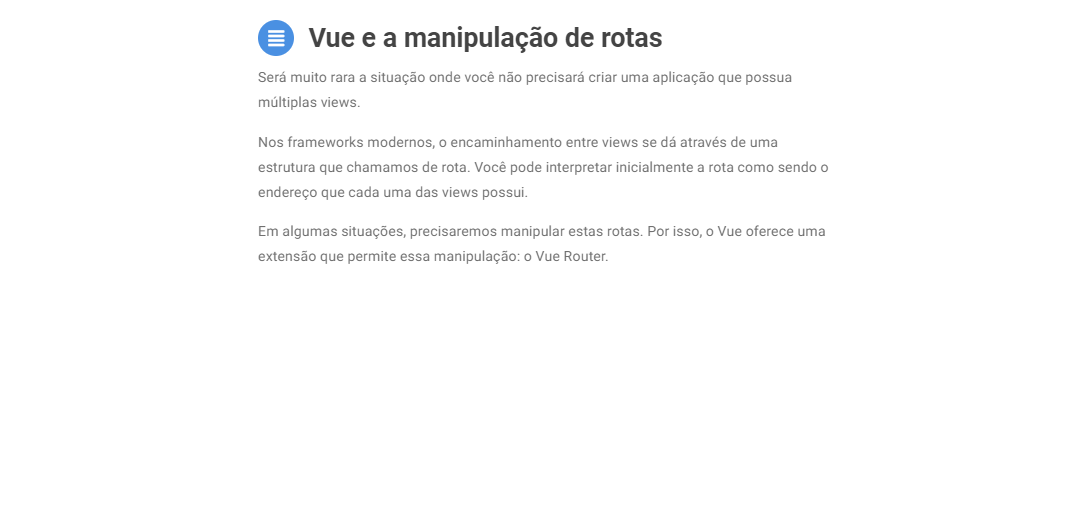 Vue e a manipulação de rotas
Será muito rara a situação onde você não precisará criar uma aplicação que possua
múltiplas views.
Nos frameworks modernos, o encaminhamento entre views se dá através de uma
estrutura que chamamos de rota. Você pode interpretar inicialmente a rota como sendo o
endereço que cada uma das views possui.
Em algumas situações, precisaremos manipular estas rotas. Por isso, o Vue oferece uma
extensão que permite essa manipulação: o Vue Router.